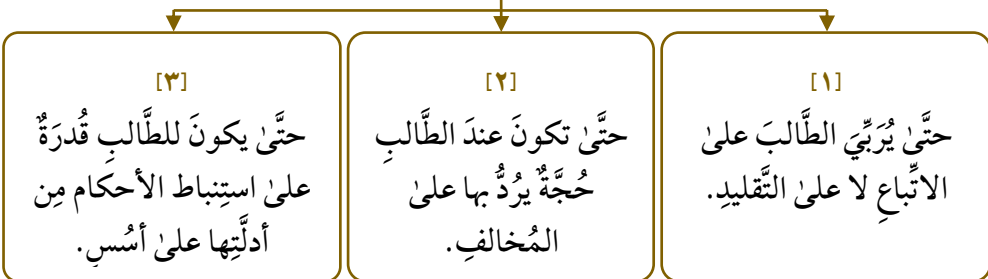 [١]
حتَّىٰ يُرَبِّيَ الطَّالبَ علىٰ
الاتِّباعِ لا علىٰ التَّقليدِ.
[٢]
حتَّىٰ تكونَ عندَ الطَّالبِ
حُجَّةٌ يرُدُّ بها علىٰ
المُخالفِ.
[٣]
حتَّىٰ يكونَ للطَّالبِ قُدرَةٌ
علىٰ استِنباط الأحكام مِن
أدلَّتِها علىٰ أسُسٍ.